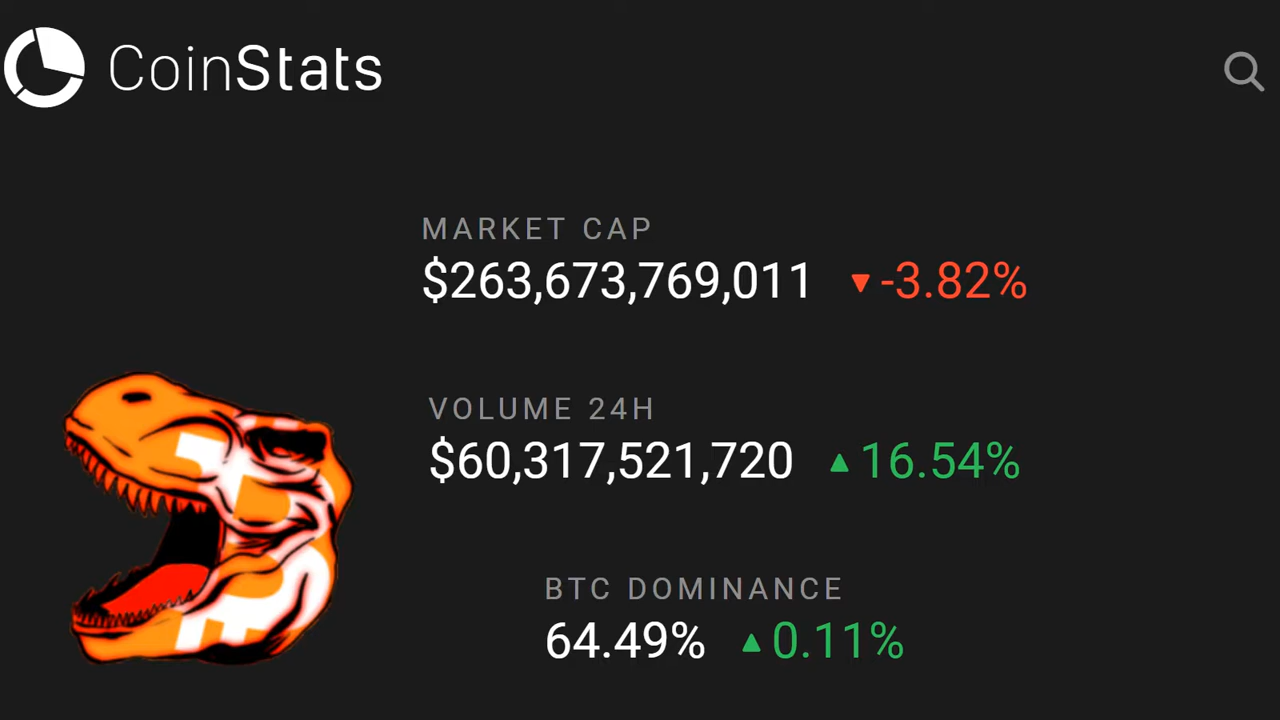 CoinStats
MARKET CAP
$263,673,769,011 ▼-3.82%
VOLUME 24H
$60,317,521,720 ▲16.54%
BTC DOMINANCE
64.49% ▲0.11%